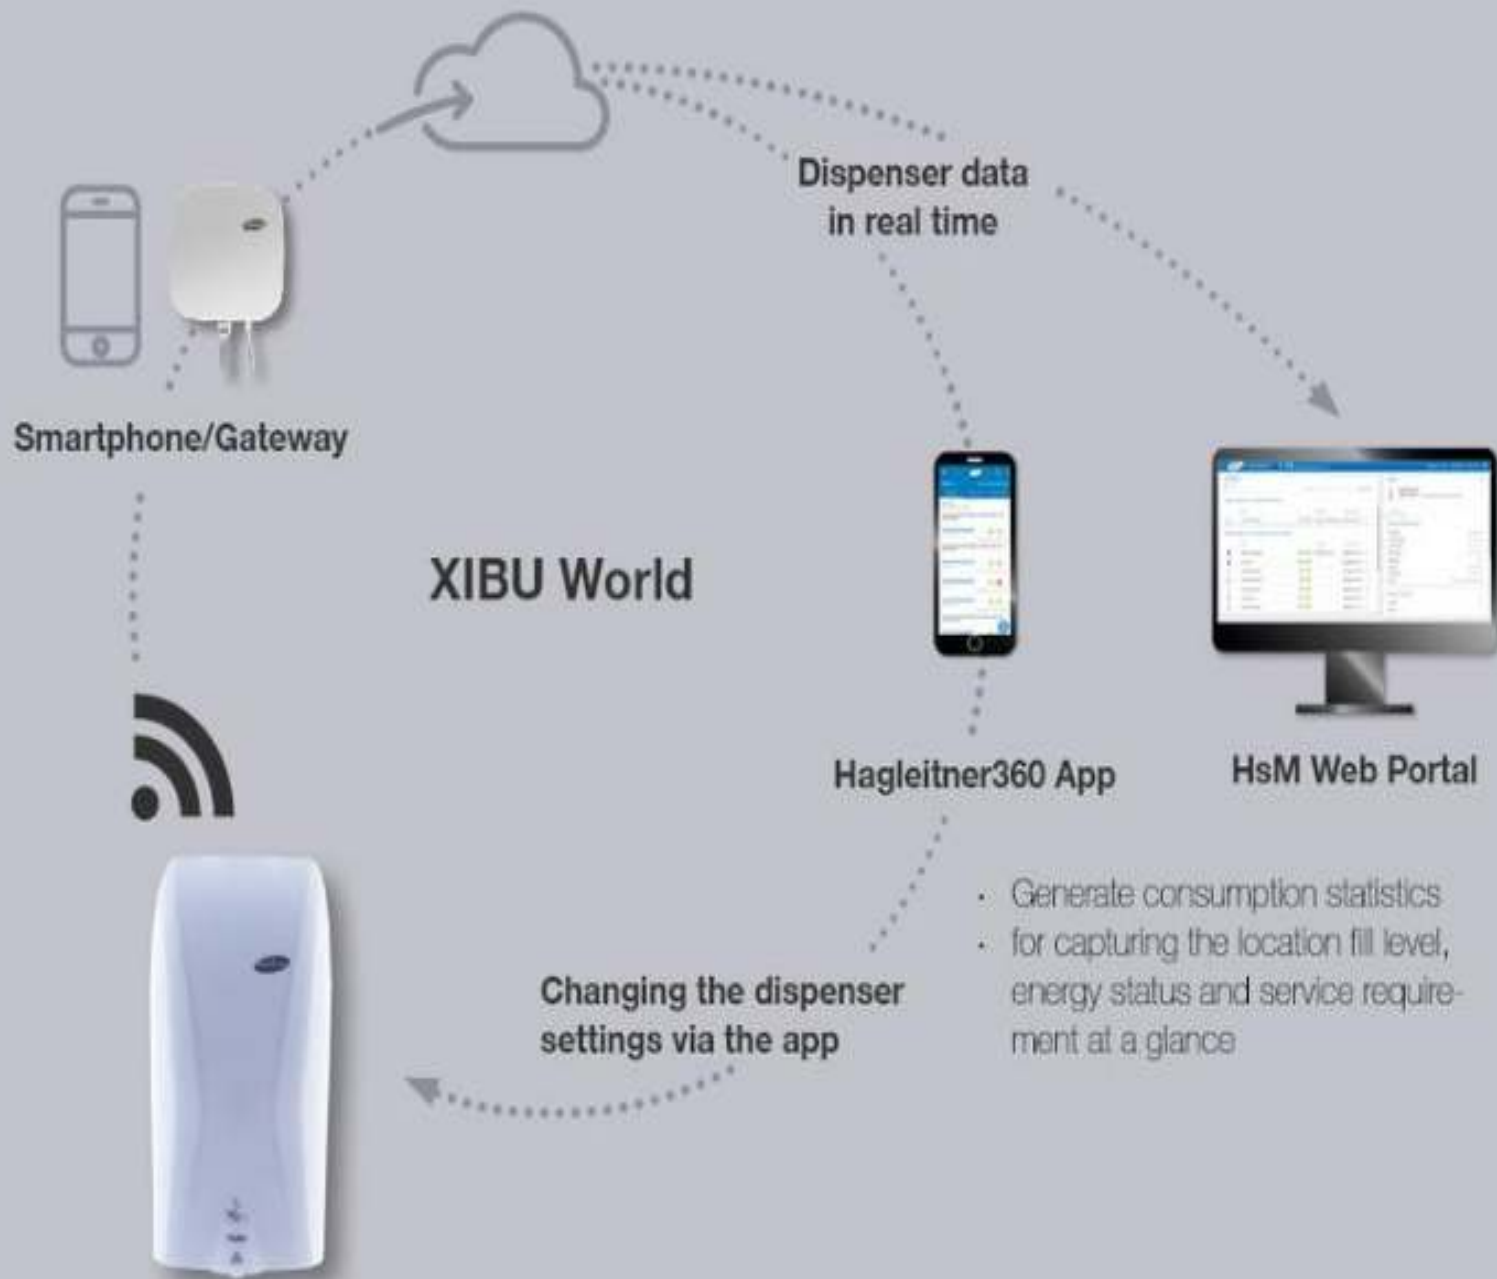 Dispenser data
in real time
Smartphone/Gateway
XIBU World
Hagleitner360 App
HsM Web Portal
· Generate consumption statistics
· for capturing the location fill level,
energy status and service require-
ment at a glance
Changing the dispenser
settings via the app